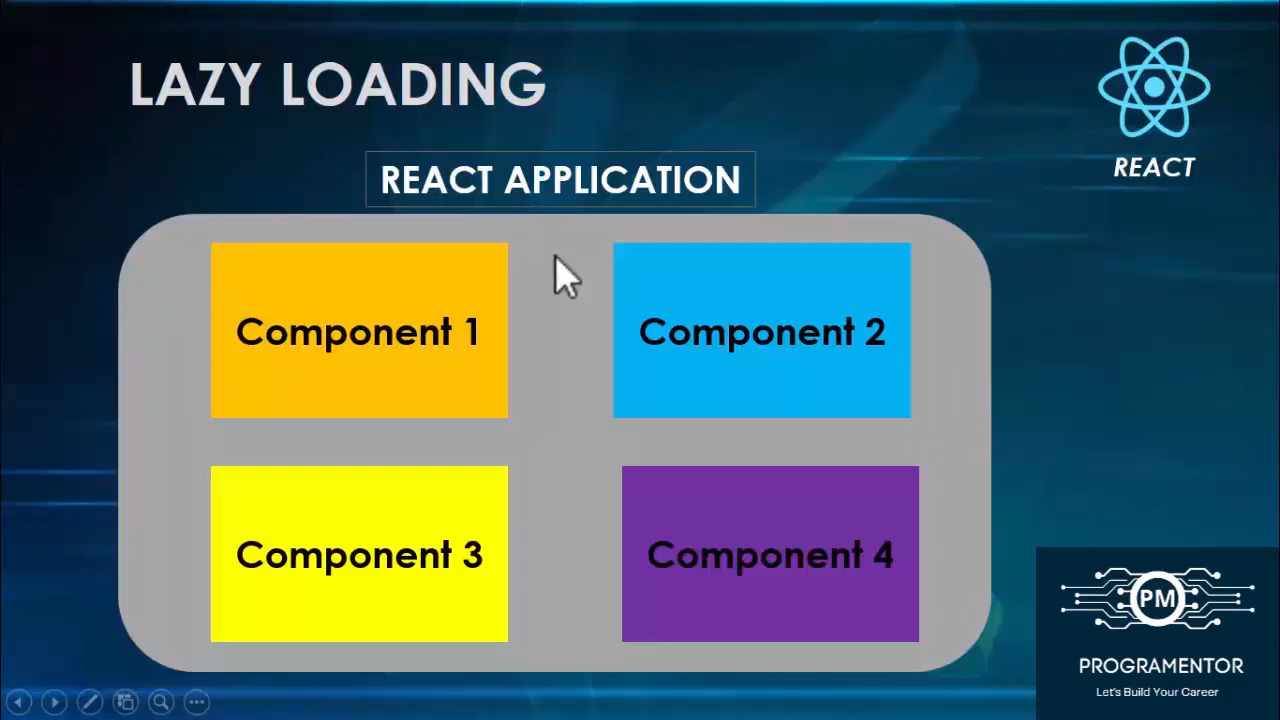 LAZY LOADING
REACT
REACT APPLICATION
Component 1
Component 2
Component 3
Component 4
PM
PROGRAMENTOR
Let's Build Your Career